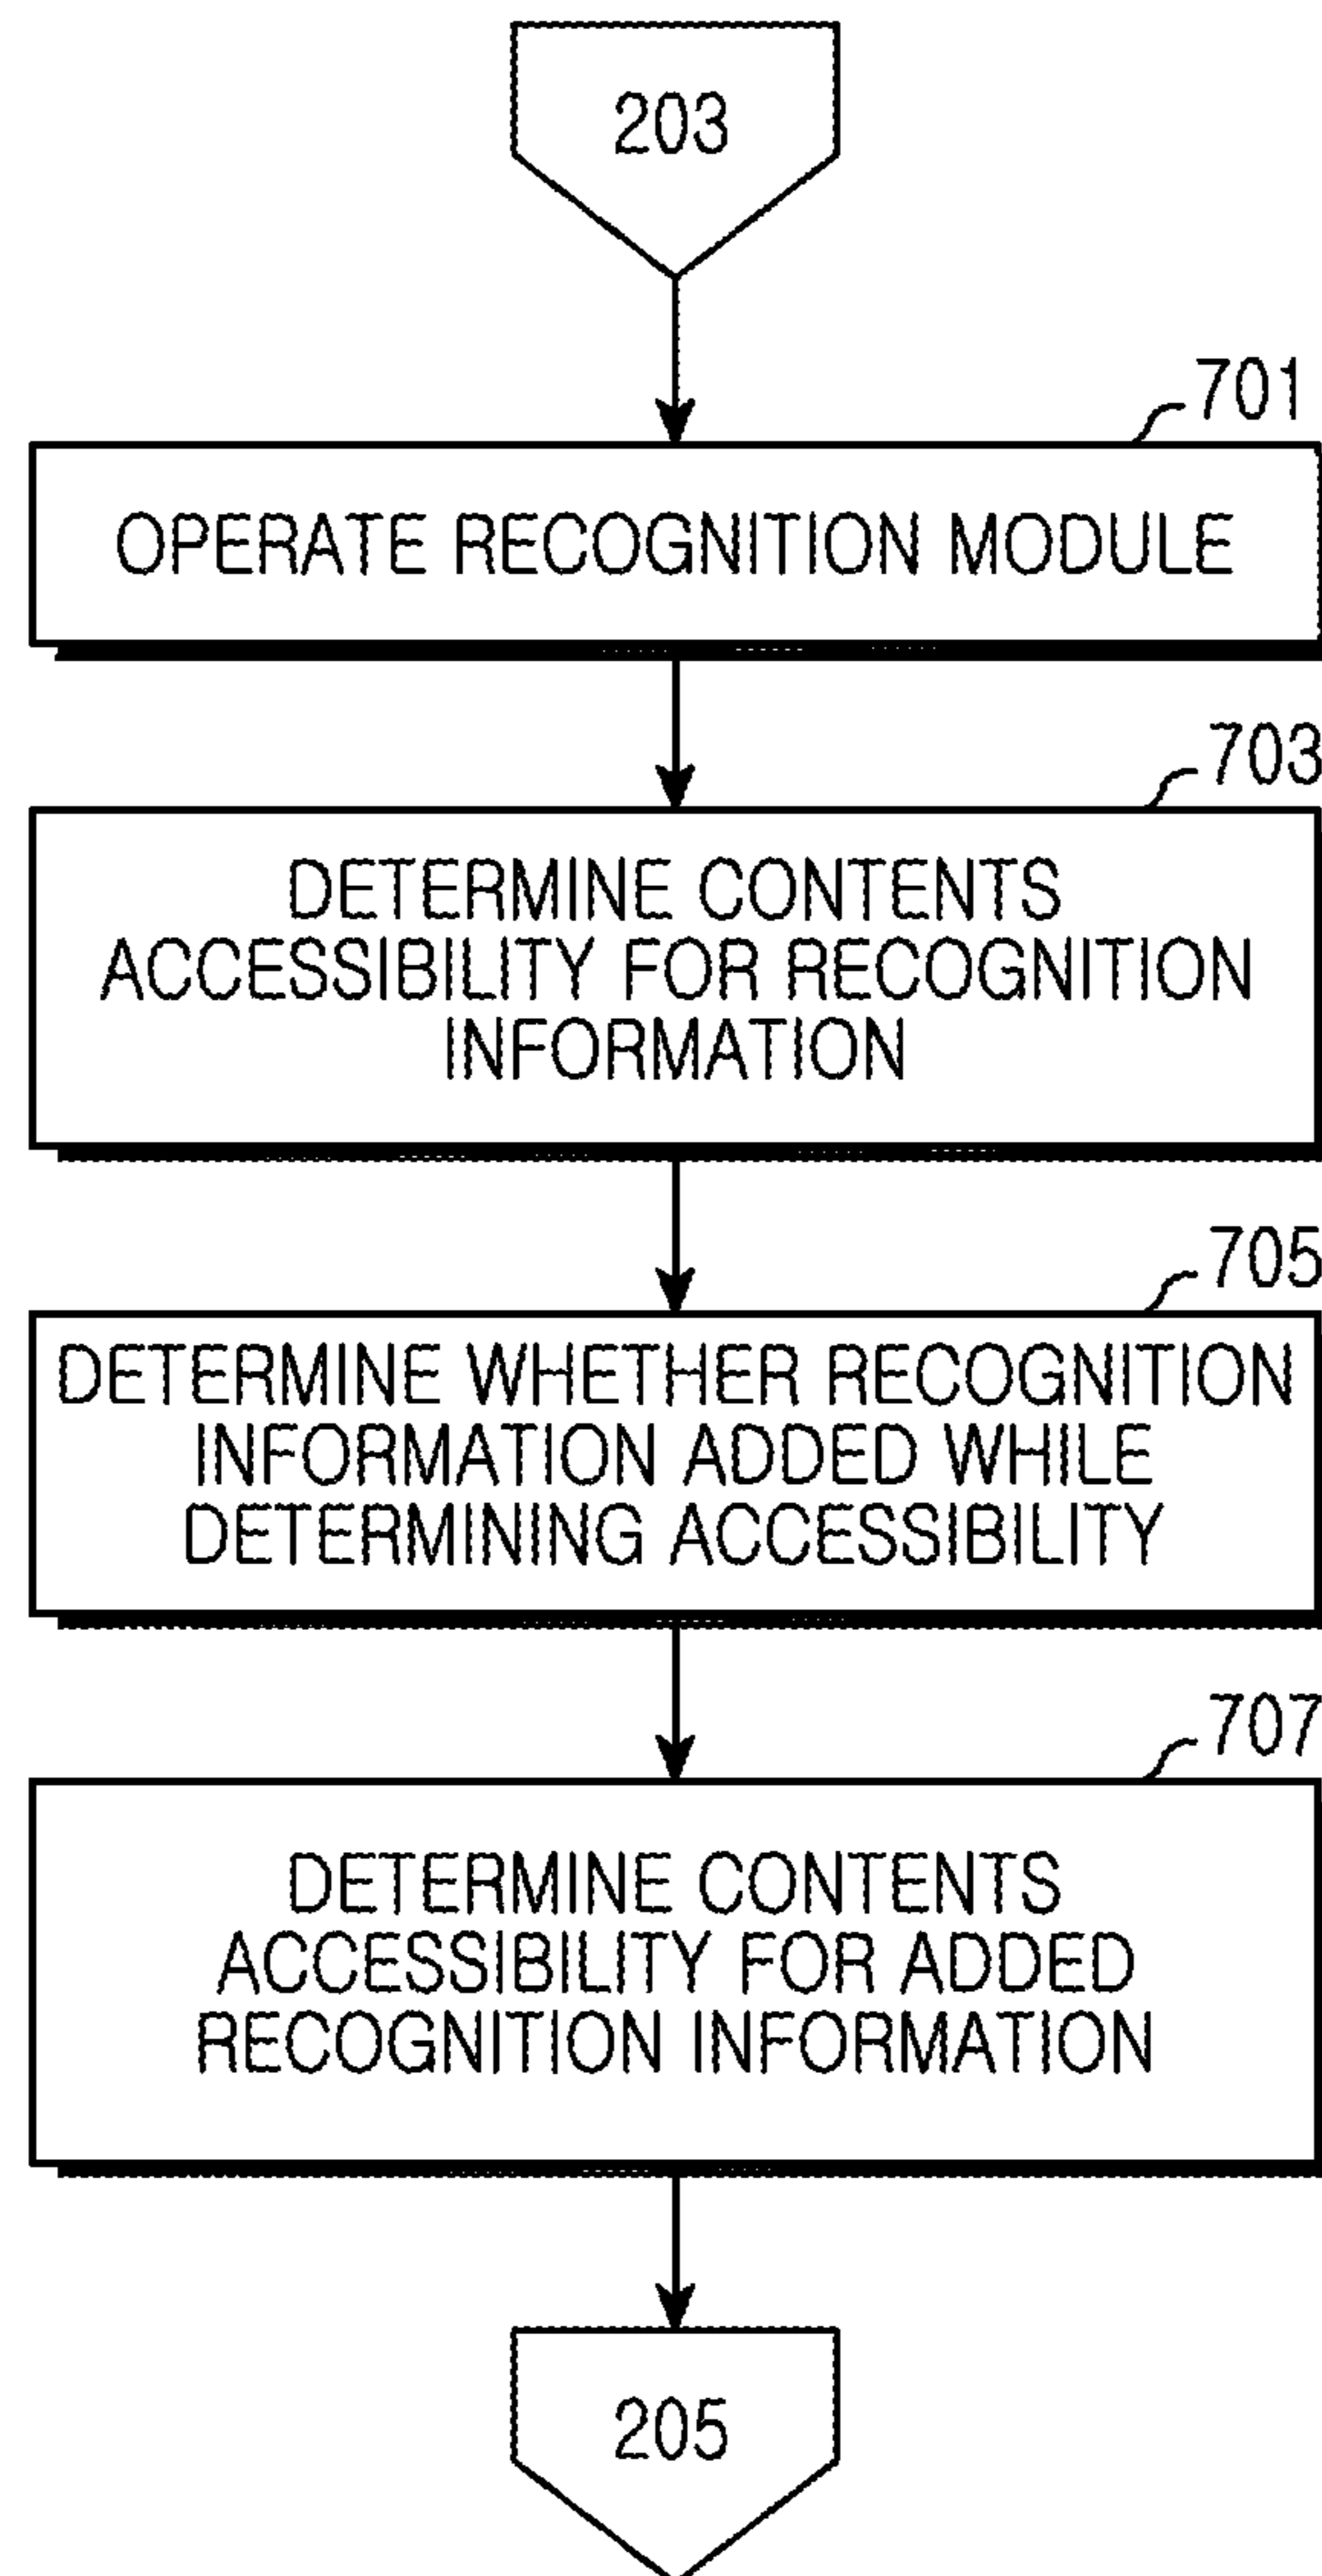 203
701
OPERATE RECOGNITION MODULE
703
DETERMINE CONTENTS
ACCESSIBILITY FOR RECOGNITION
INFORMATION
705
DETERMINE WHETHER RECOGNITION
INFORMATION ADDED WHILE
DETERMINING ACCESSIBILITY
707
DETERMINE CONTENTS
ACCESSIBILITY FOR ADDED
RECOGNITION INFORMATION
205